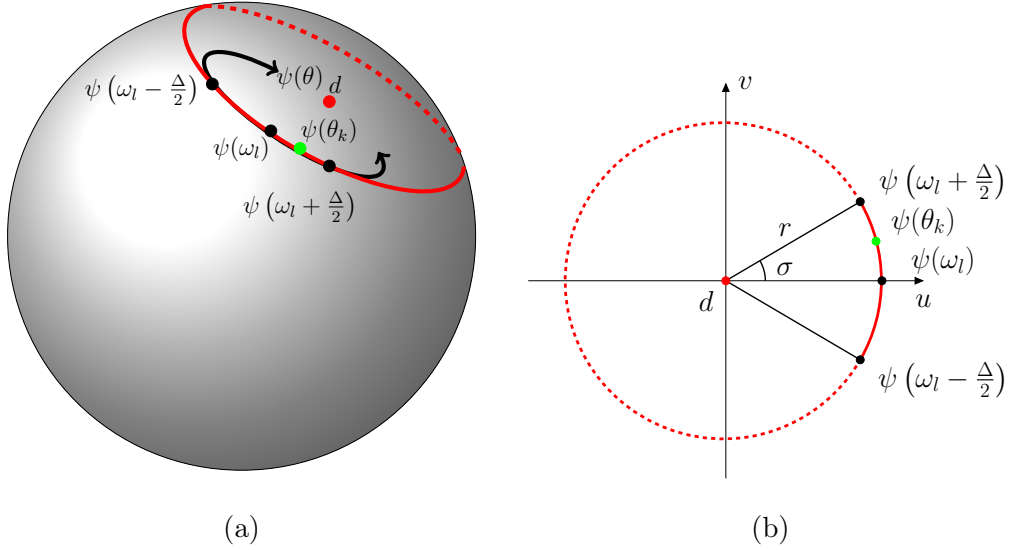 ψ(ω_l − Δ/2)
ψ(θ)
d
ψ(ω_l)
ψ(θ_k)
ψ(ω_l + Δ/2)
(a)
v
ψ(ω_l + Δ/2)
r
ψ(θ_k)
σ
ψ(ω_l)
d
u
ψ(ω_l − Δ/2)
(b)